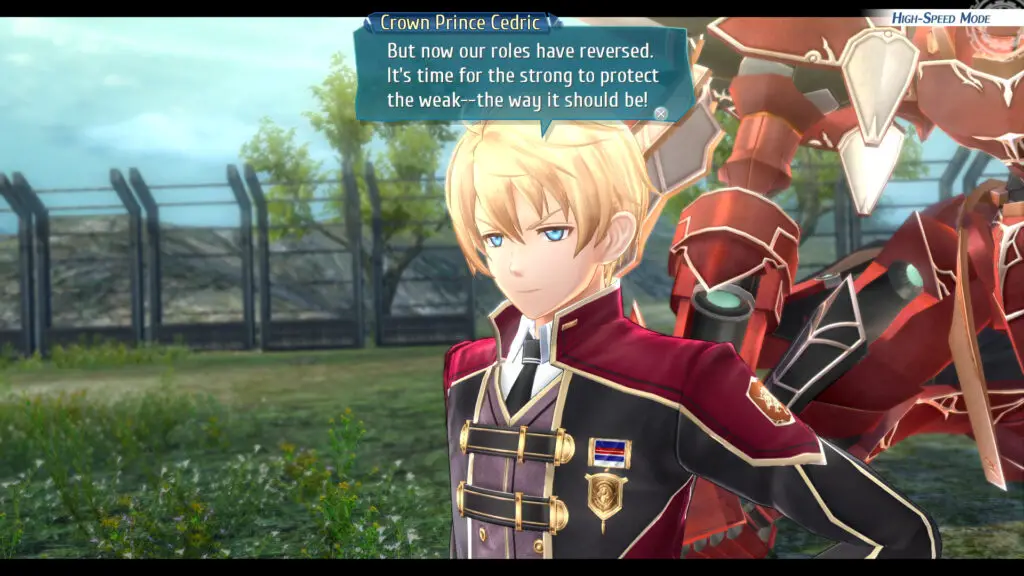 Crown Prince Cedric
HIGH-SPEED MODE
But now our roles have reversed.
It's time for the strong to protect
the weak--the way it should be!